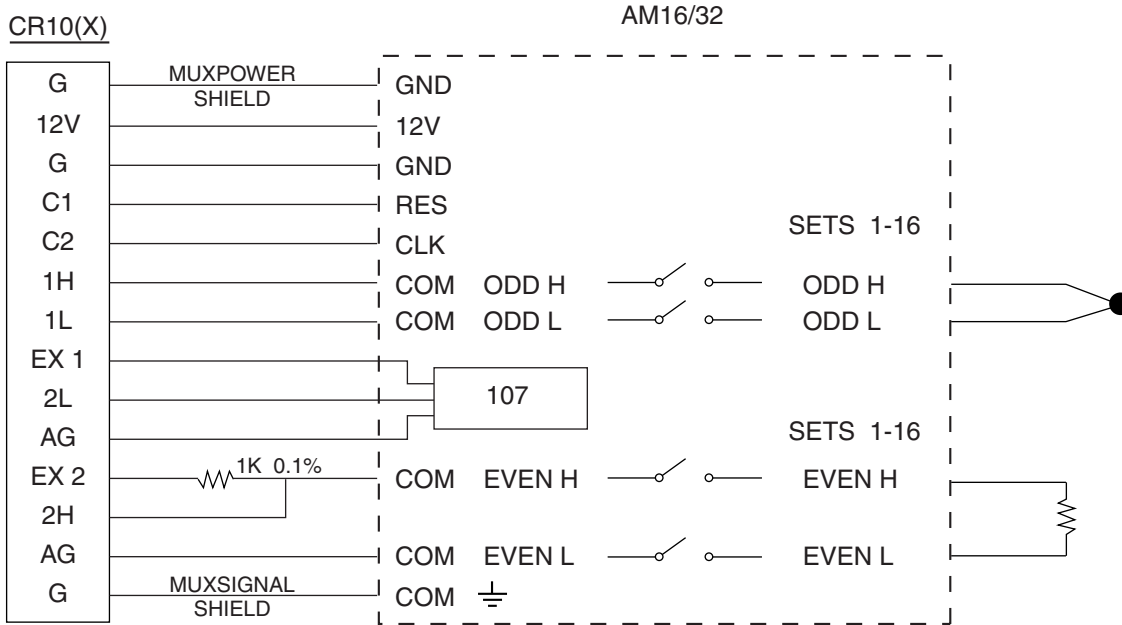 AM16/32
CR10(X)
G MUXPOWER SHIELD GND
12V 12V
G GND
C1 RES
SETS 1-16
C2 CLK
1H COM ODD H ODD H
1L COM ODD L ODD L
EX 1
2L 107
AG SETS 1-16
EX 2 1K 0.1% COM EVEN H EVEN H
2H
AG COM EVEN L EVEN L
G MUXSIGNAL SHIELD COM